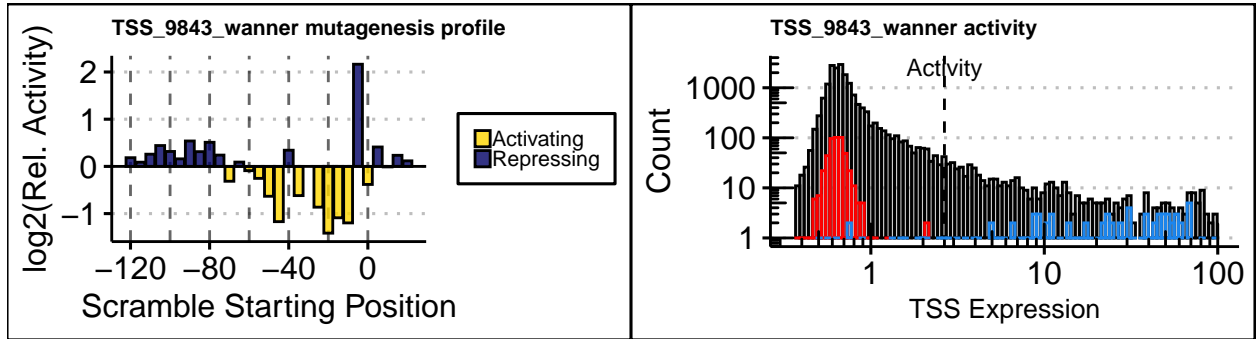 TSS_9843_wanner mutagenesis profile
log2(Rel. Activity)
2
1
0
−1
−120
−80
−40
0
Scramble Starting Position
Activating
Repressing
TSS_9843_wanner activity
Activity
Count
1000
100
10
1
1
10
100
TSS Expression